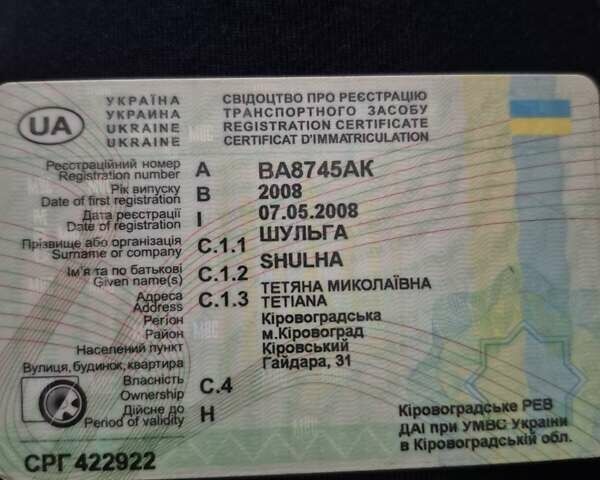 UA
УКРАЇНА СВІДОЦТВО ПРО РЕЄСТРАЦІЮ
УКРАИНА ТРАНСПОРТНОГО ЗАСОБУ
UKRAINE REGISTRATION CERTIFICATE
UKRAINE CERTIFICAT D'IMMATRICULATION
Реєстраційний номер A ВА8745АК
Registration number
Рік випуску B 2008
Date of first registration
Дата реєстрації I 07.05.2008
Date of registration
Прізвище або організація C.1.1 ШУЛЬГА
Surname or company SHULHA
Ім'я та по батькові C.1.2 ТЕТЯНА МИКОЛАЇВНА
Given name(s) TETIANA
Адреса C.1.3
Address
Регіон Кіровоградська
Район м.Кіровоград
Населений пункт Кіровський
Вулиця, будинок, квартира Гайдара, 31
Власність C.4
Ownership
Дійсне до H
Period of validity
Кіровоградське РЕВ
ДАІ при УМВС України
в Кіровоградській обл.
СРГ 422922